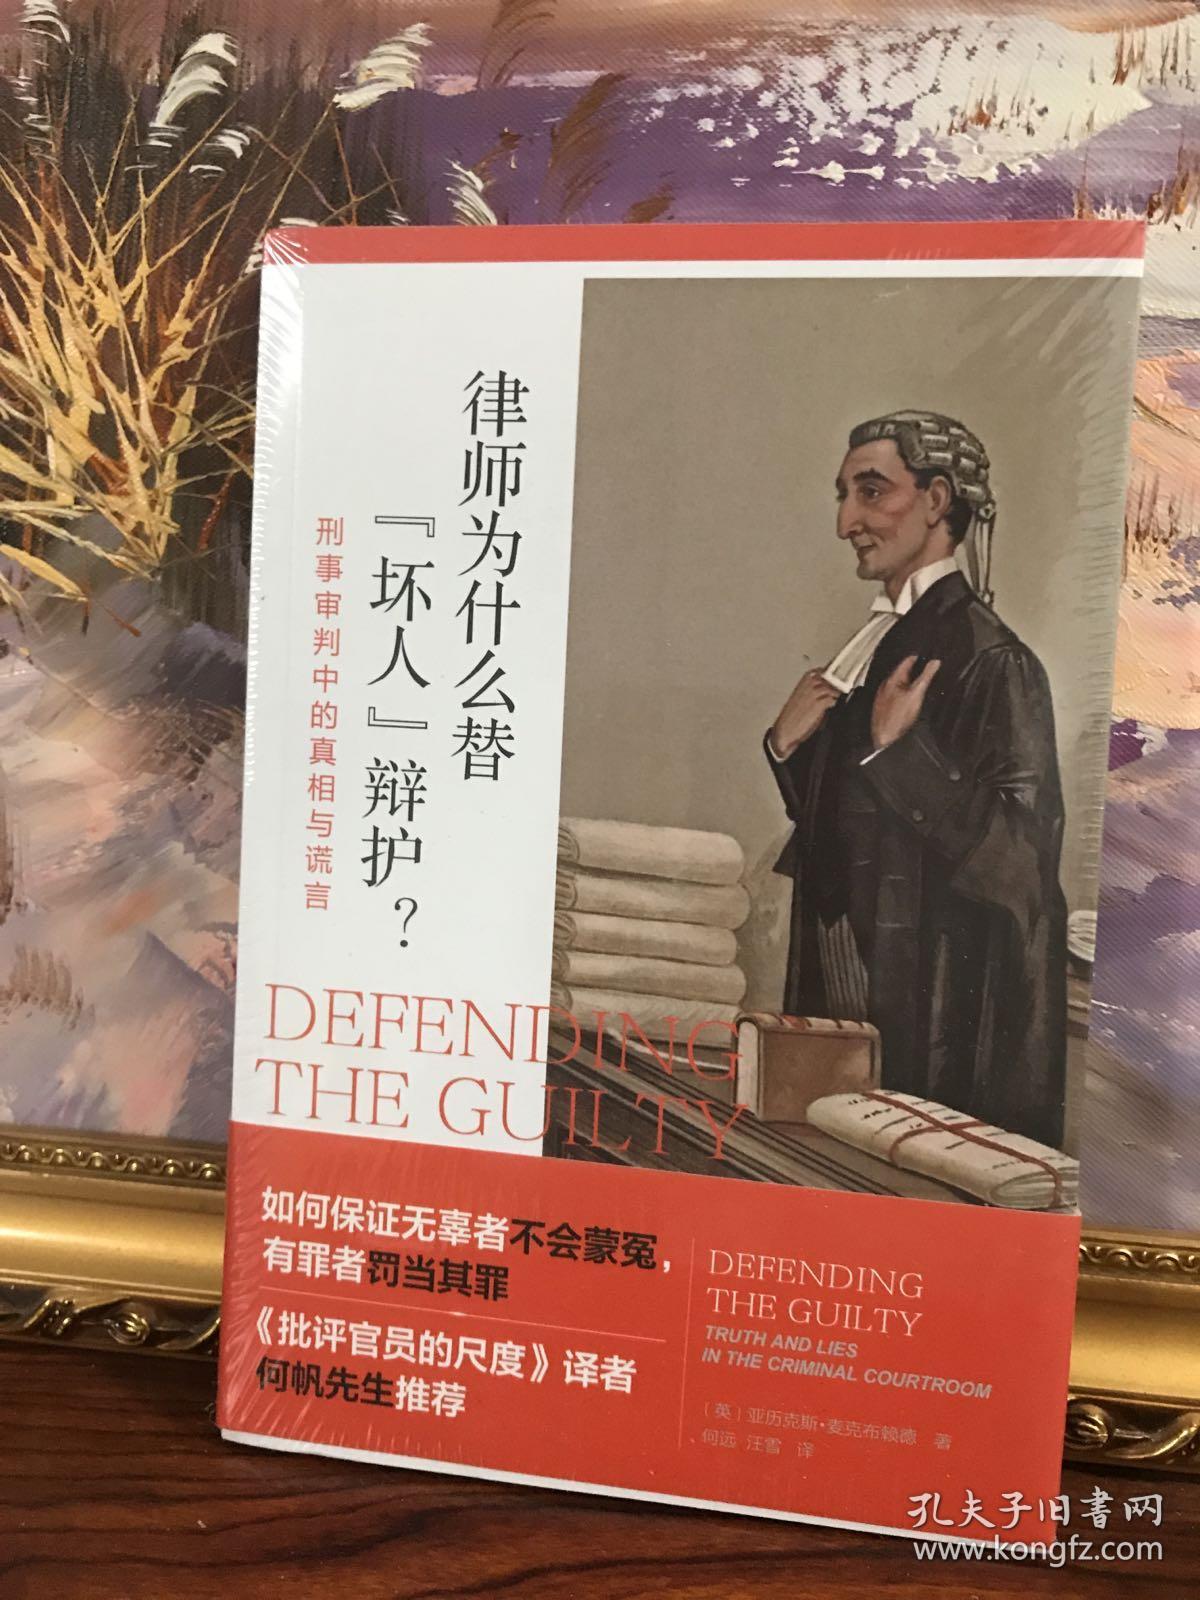 律师为什么替
『坏人』辩护？
刑事审判中的真相与谎言
DEFENDING
THE GUILTY
如何保证无辜者不会蒙冤，
有罪者罚当其罪
《批评官员的尺度》译者
何帆先生推荐
DEFENDING
THE GUILTY
TRUTH AND LIES
IN THE CRIMINAL COURTROOM
［英］亚历克斯·麦克布赖德 著
何远 汪雪 译
孔夫子旧书网
www.kongfz.com